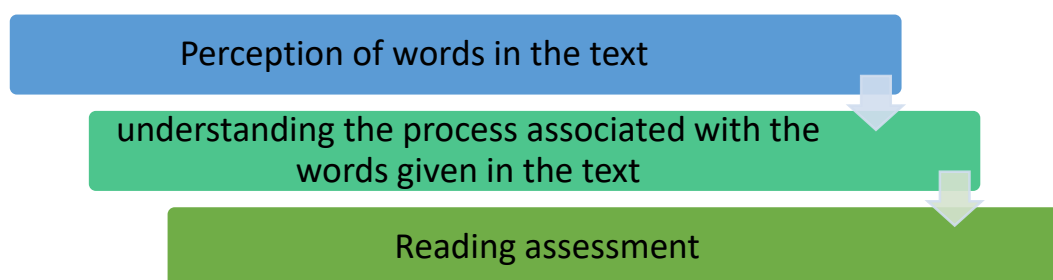 Perception of words in the text
understanding the process associated with the
words given in the text
Reading assessment